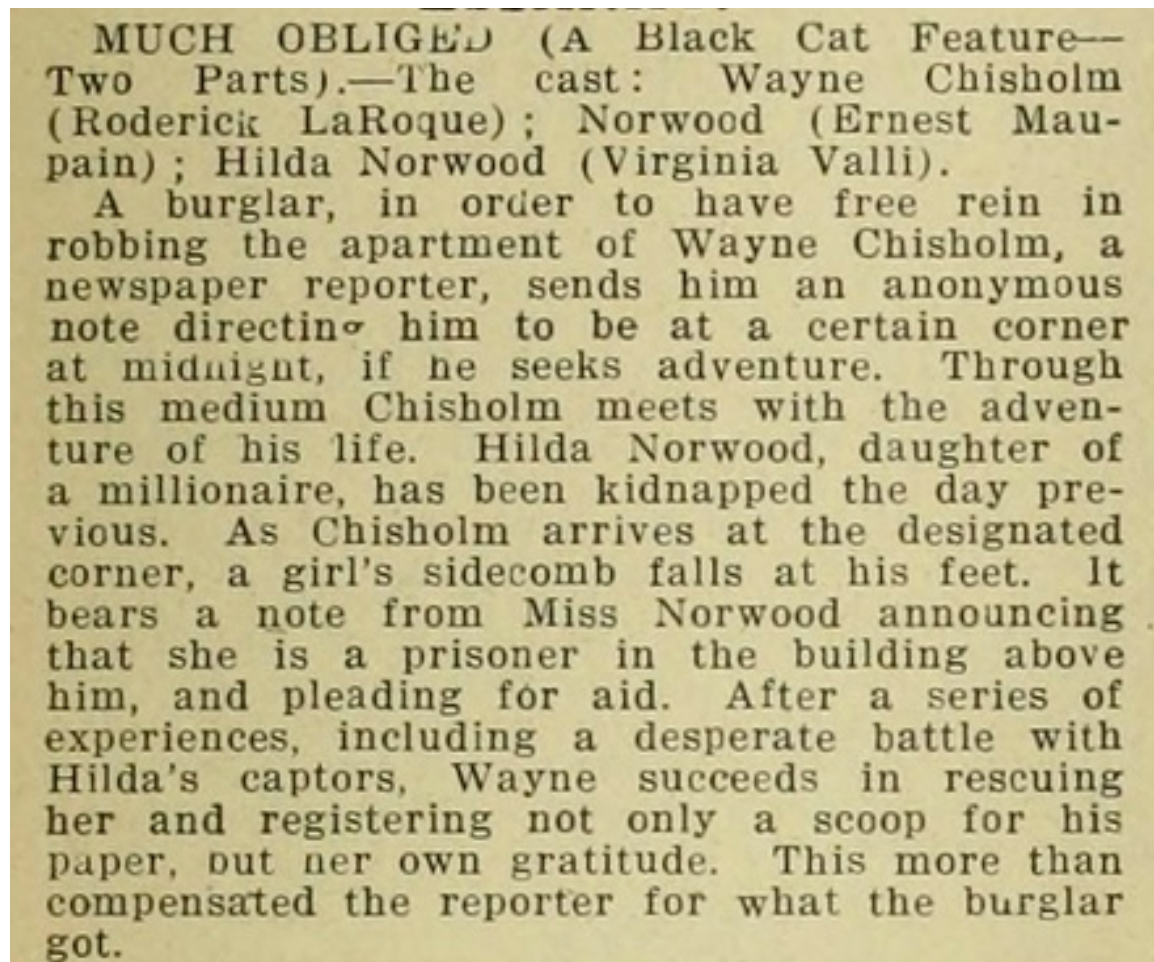 MUCH OBLIGED (A Black Cat Feature—
Two Parts).—The cast: Wayne Chisholm
(Roderick LaRoque); Norwood (Ernest Mau-
pain); Hilda Norwood (Virginia Valli).
A burglar, in order to have free rein in
robbing the apartment of Wayne Chisholm, a
newspaper reporter, sends him an anonymous
note directing him to be at a certain corner
at midnight, if he seeks adventure. Through
this medium Chisholm meets with the adven-
ture of his life. Hilda Norwood, daughter of
a millionaire, has been kidnapped the day pre-
vious. As Chisholm arrives at the designated
corner, a girl's sidecomb falls at his feet. It
bears a note from Miss Norwood announcing
that she is a prisoner in the building above
him, and pleading for aid. After a series of
experiences, including a desperate battle with
Hilda's captors, Wayne succeeds in rescuing
her and registering not only a scoop for his
paper, but her own gratitude. This more than
compensated the reporter for what the burglar
got.